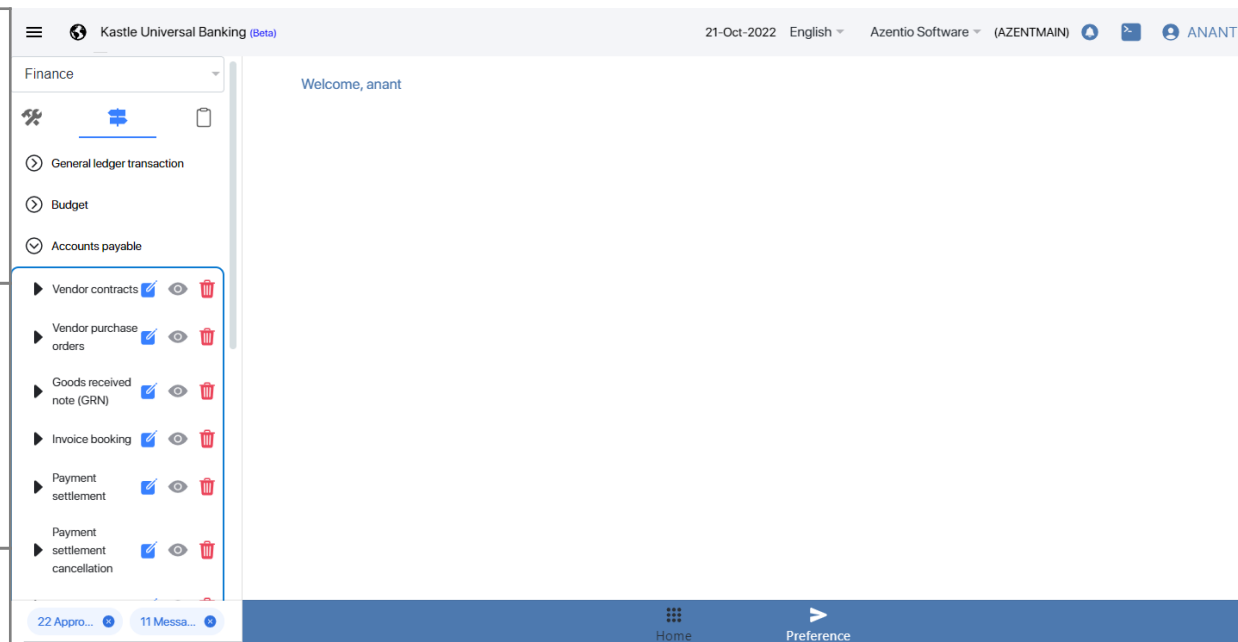 Kastle Universal Banking (Beta)
21-Oct-2022 English Azentio Software (AZENTMAIN) ANANT
Finance
Welcome, anant
General ledger transaction
Budget
Accounts payable
Vendor contracts
Vendor purchase
orders
Goods received
note (GRN)
Invoice booking
Payment
settlement
Payment
settlement
cancellation
22 Appro...
11 Messa...
Home
Preference